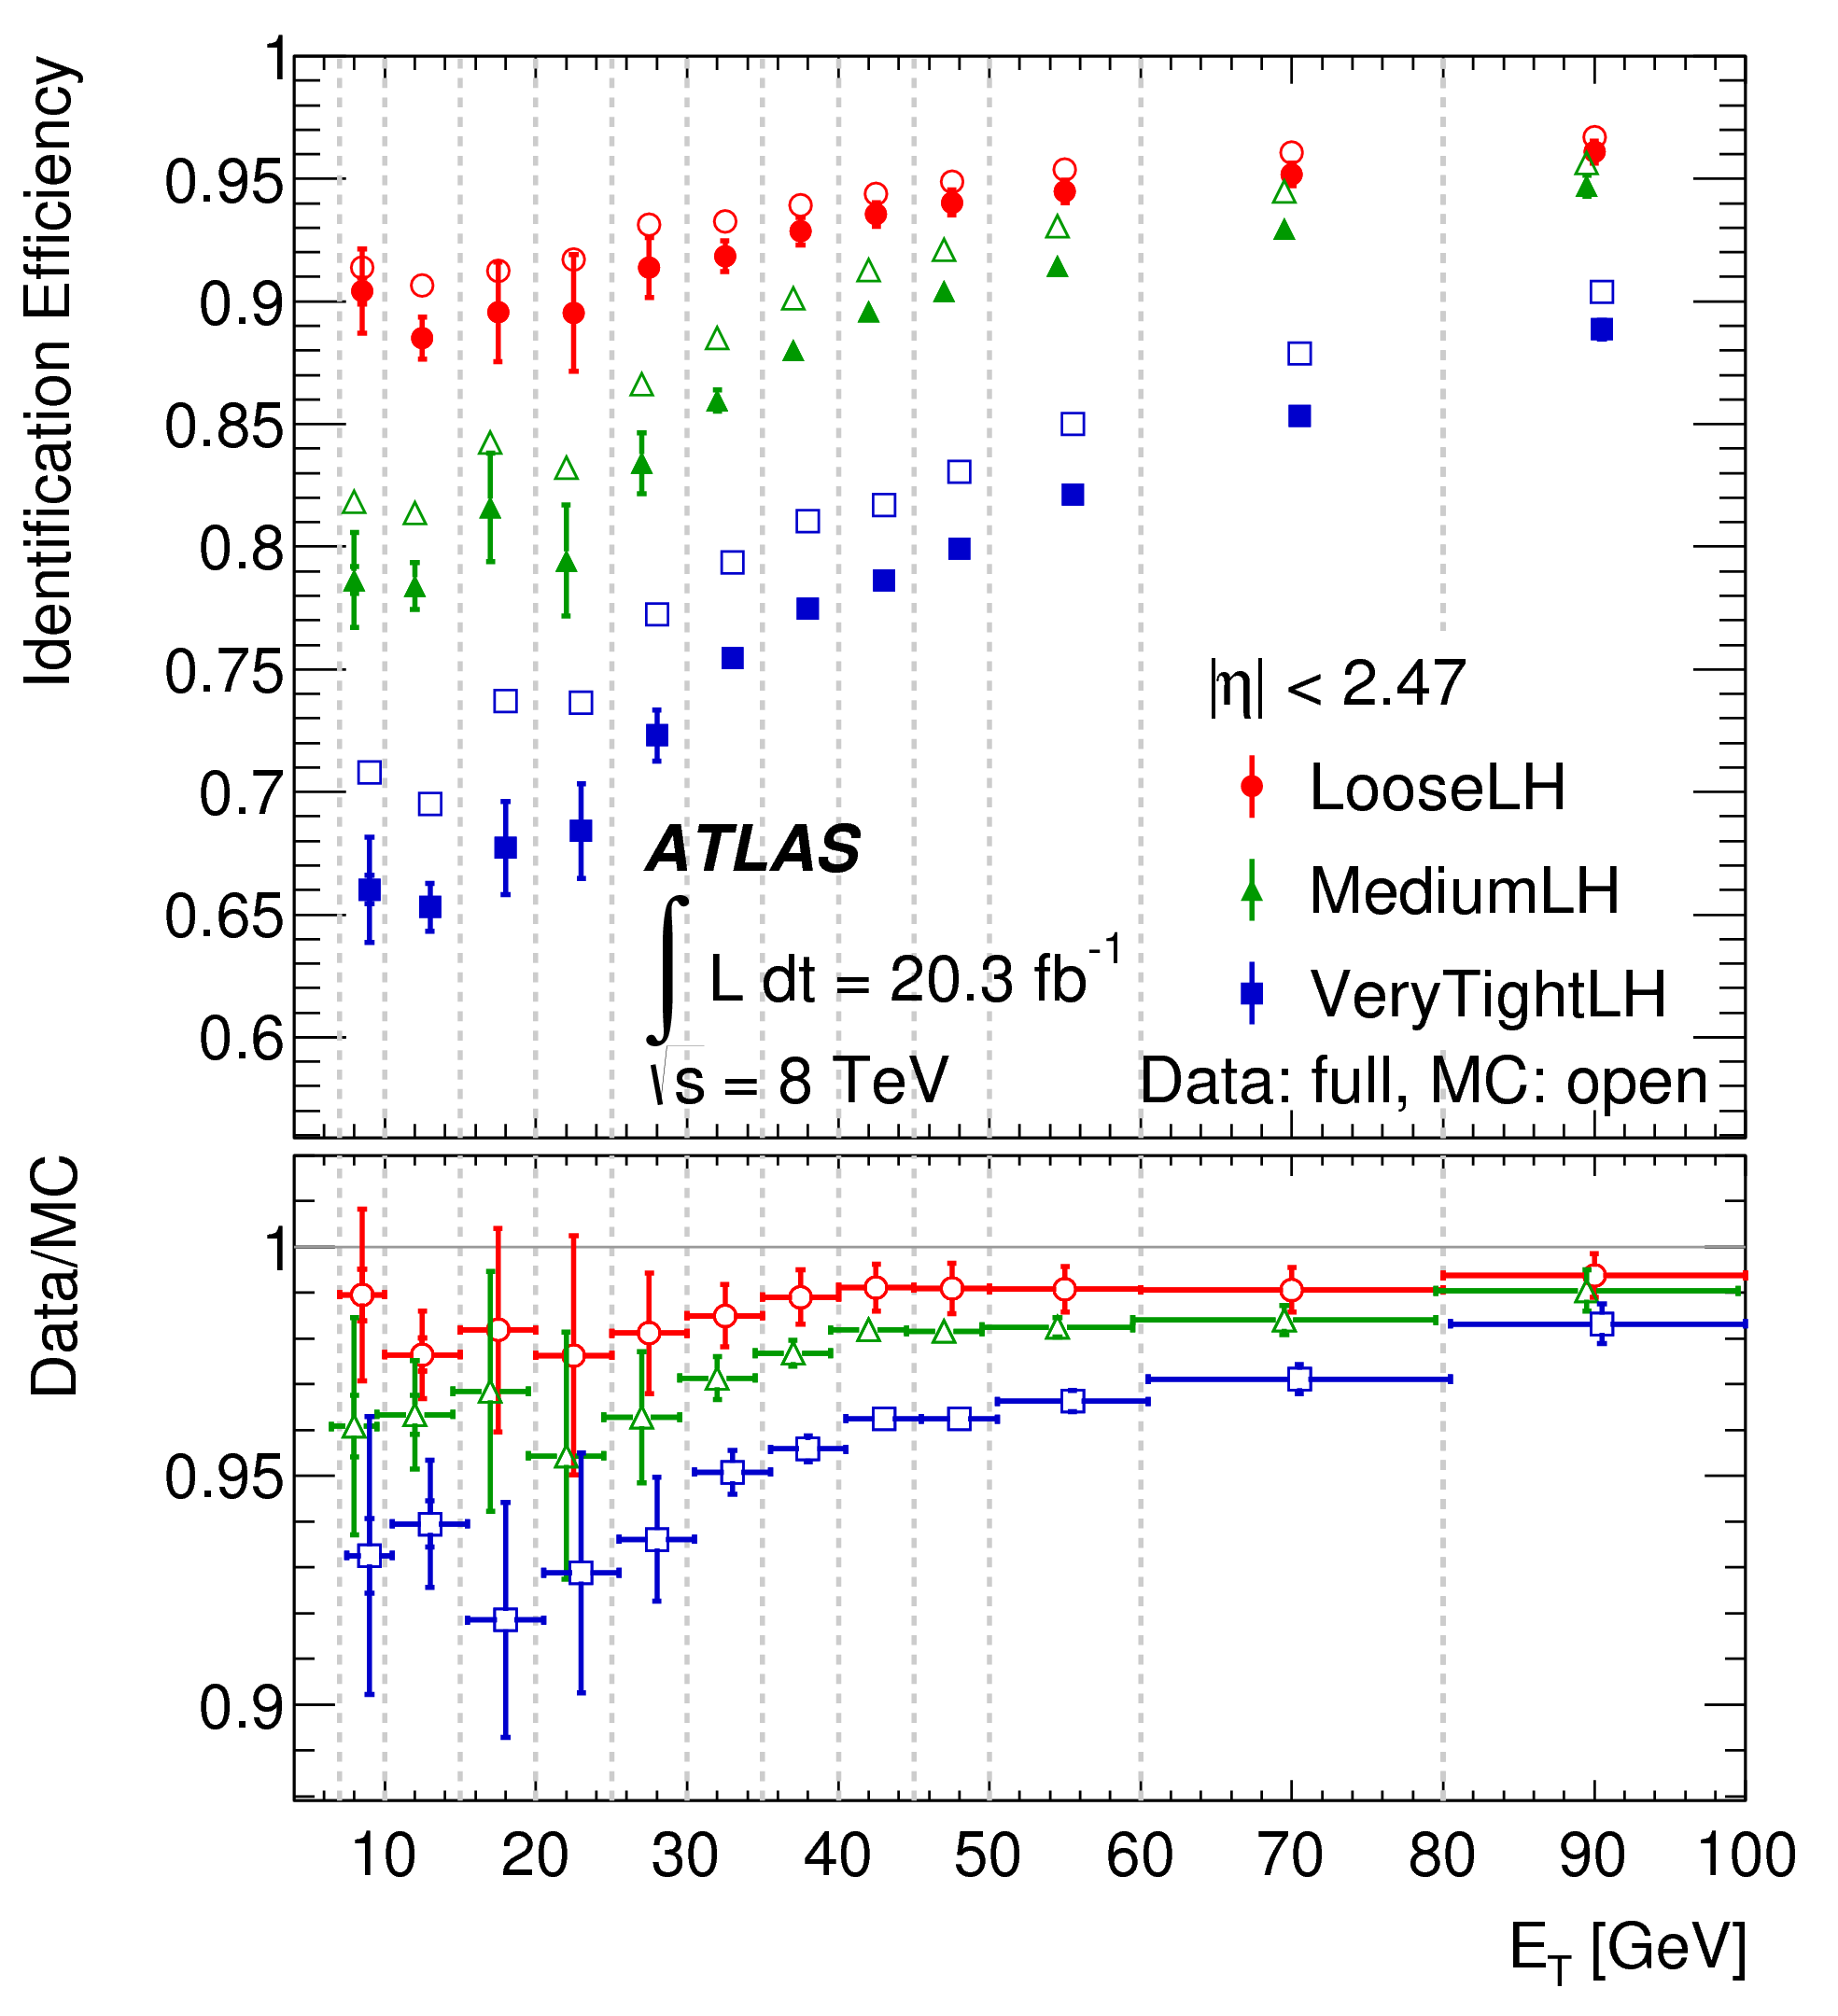 Identification Efficiency
1
0.95
0.9
0.85
0.8
0.75
0.7
0.65
0.6
|η| < 2.47
LooseLH
MediumLH
VeryTightLH
Data: full, MC: open
ATLAS
∫ L dt = 20.3 fb⁻¹
√s = 8 TeV
Data/MC
1
0.95
0.9
10 20 30 40 50 60 70 80 90 100
E_T [GeV]